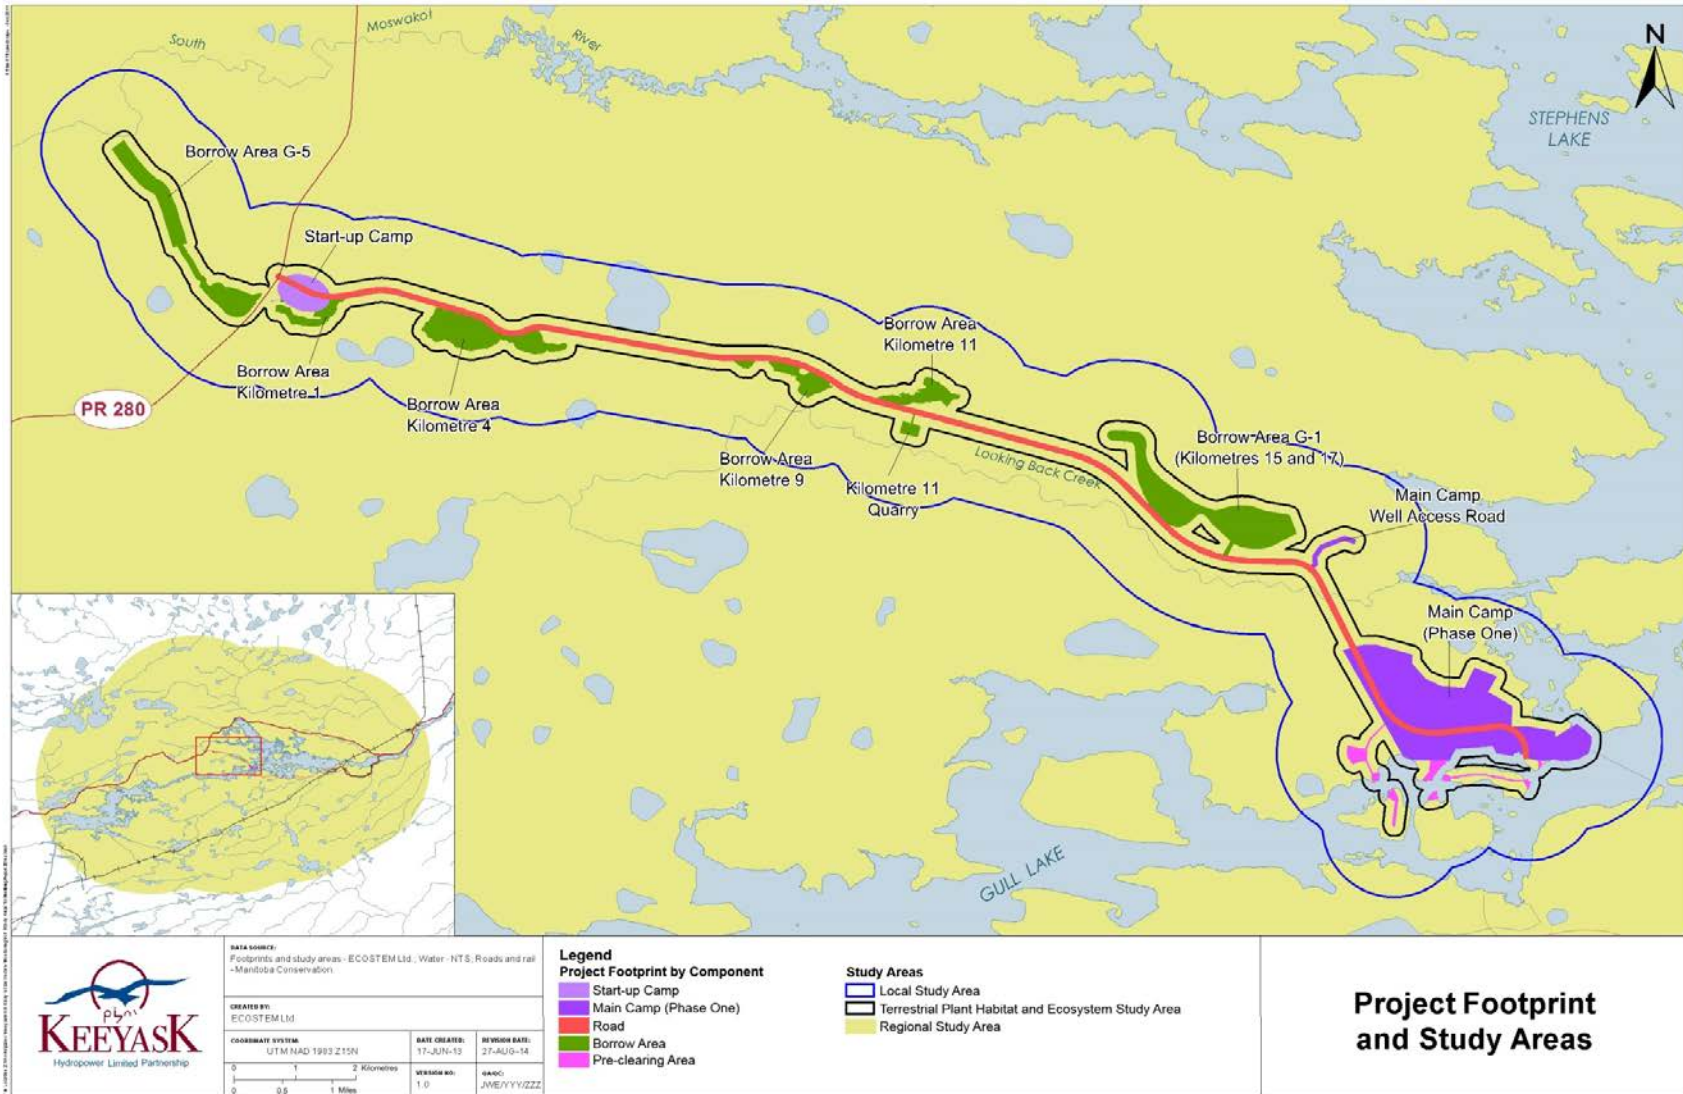 South
Moswakot
River
N
STEPHENS
LAKE
Borrow Area G-5
Start-up Camp
Borrow Area
Kilometre 11
Borrow Area
Kilometre 1
PR 280
Borrow Area
Kilometre 4
Borrow Area G-1
(Kilometres 15 and 17)
Looking Back Creek
Borrow Area
Kilometre 9
Kilometre 11
Quarry
Main Camp
Well Access Road
Main Camp
(Phase One)
GULL LAKE
KEEYASK
Hydropower Limited Partnership
DATA SOURCE:
Footprints and study areas - ECOSTEM Ltd.; Water - NTS; Roads and rail
-Manitoba Conservation
CREATED BY:
ECOSTEM Ltd.
COORDINATE SYSTEM:
UTM NAD 1983 Z15N
DATE CREATED:
17-JUN-13
REVISION DATE:
27-AUG-14
0 1 2 Kilometres
0 0.5 1 Miles
VERSION NO:
1.0
QA/QC:
JWE/YYY/ZZZ
Legend
Project Footprint by Component
Start-up Camp
Main Camp (Phase One)
Road
Borrow Area
Pre-clearing Area
Study Areas
Local Study Area
Terrestrial Plant Habitat and Ecosystem Study Area
Regional Study Area
Project Footprint
and Study Areas